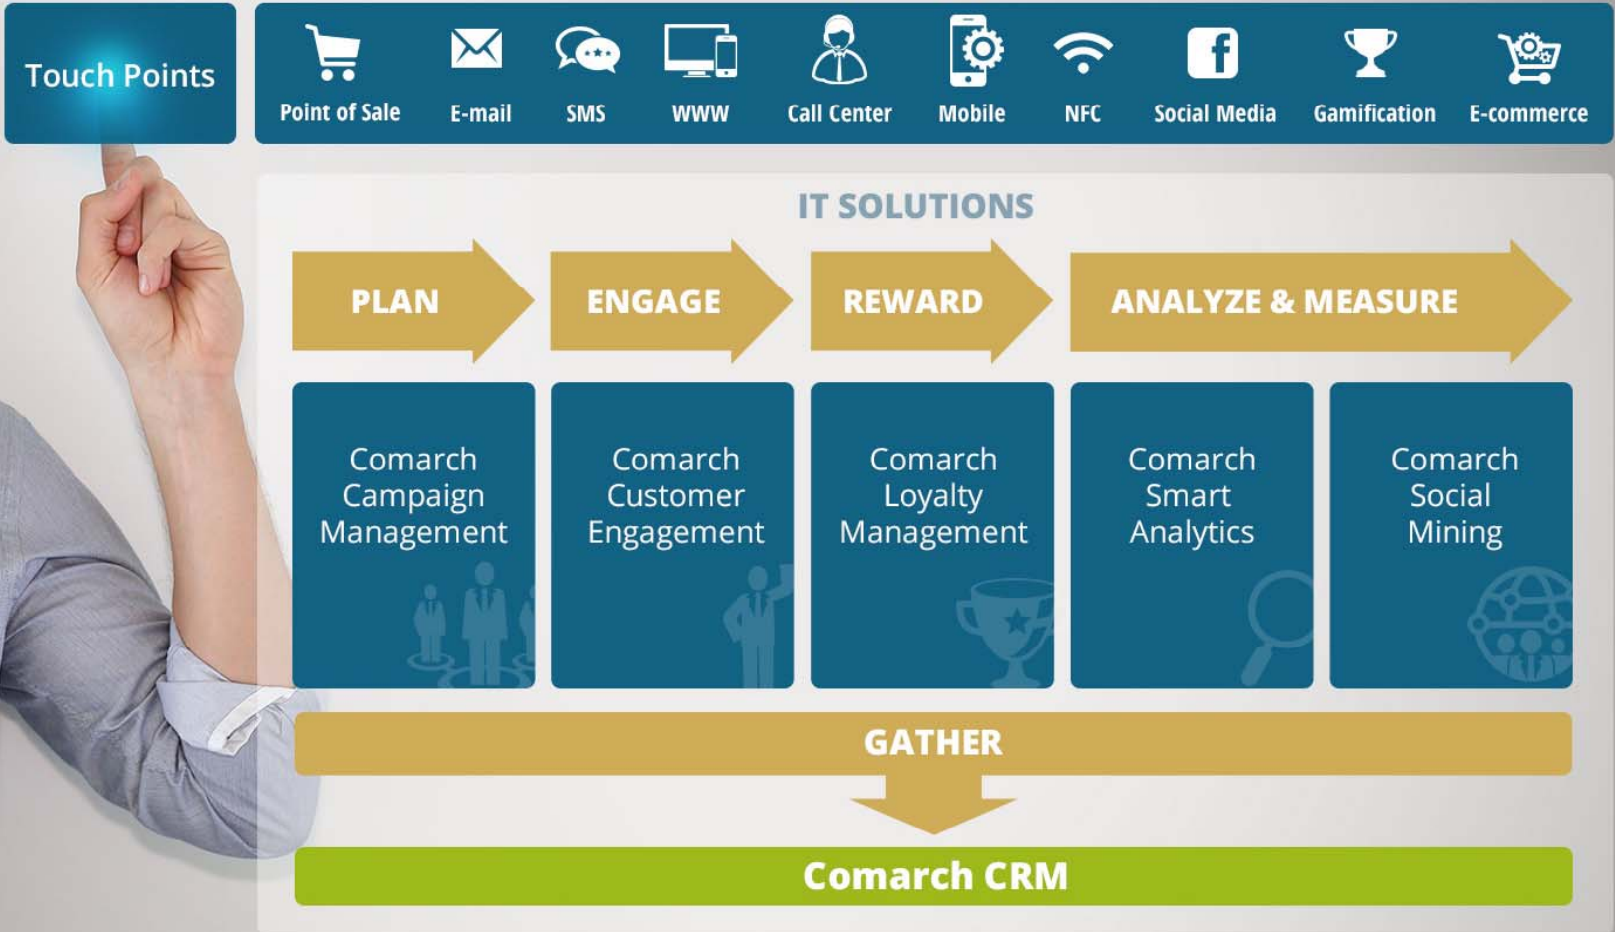 Touch Points
Point of Sale
E-mail
SMS
WWW
Call Center
Mobile
NFC
Social Media
Gamification
E-commerce
IT SOLUTIONS
PLAN
ENGAGE
REWARD
ANALYZE & MEASURE
Comarch
Campaign
Management
Comarch
Customer
Engagement
Comarch
Loyalty
Management
Comarch
Smart
Analytics
Comarch
Social
Mining
GATHER
Comarch CRM